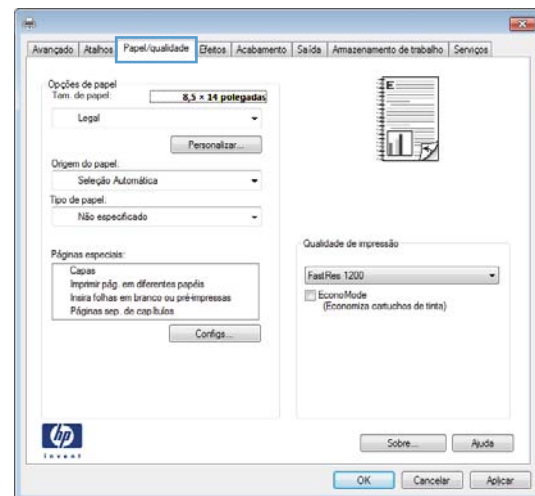 Avançado Atalhos Papel/qualidade Efeitos Acabamento Saída Armazenamento de trabalho Serviços
Opções de papel
Tam. de papel: 8,5 × 14 polegadas
Legal
Personalizar...
Origem do papel:
Seleção Automática
Tipo de papel:
Não especificado
Páginas especiais:
Capas
Imprimir pág. em diferentes papéis
Insira folhas em branco ou pré-impressas
Páginas sep. de capítulos
Configs...
E
Qualidade de impressão
FastRes 1200
EconoMode
(Economiza cartuchos de tinta)
hp
invent
Sobre... Ajuda
OK Cancelar Aplicar